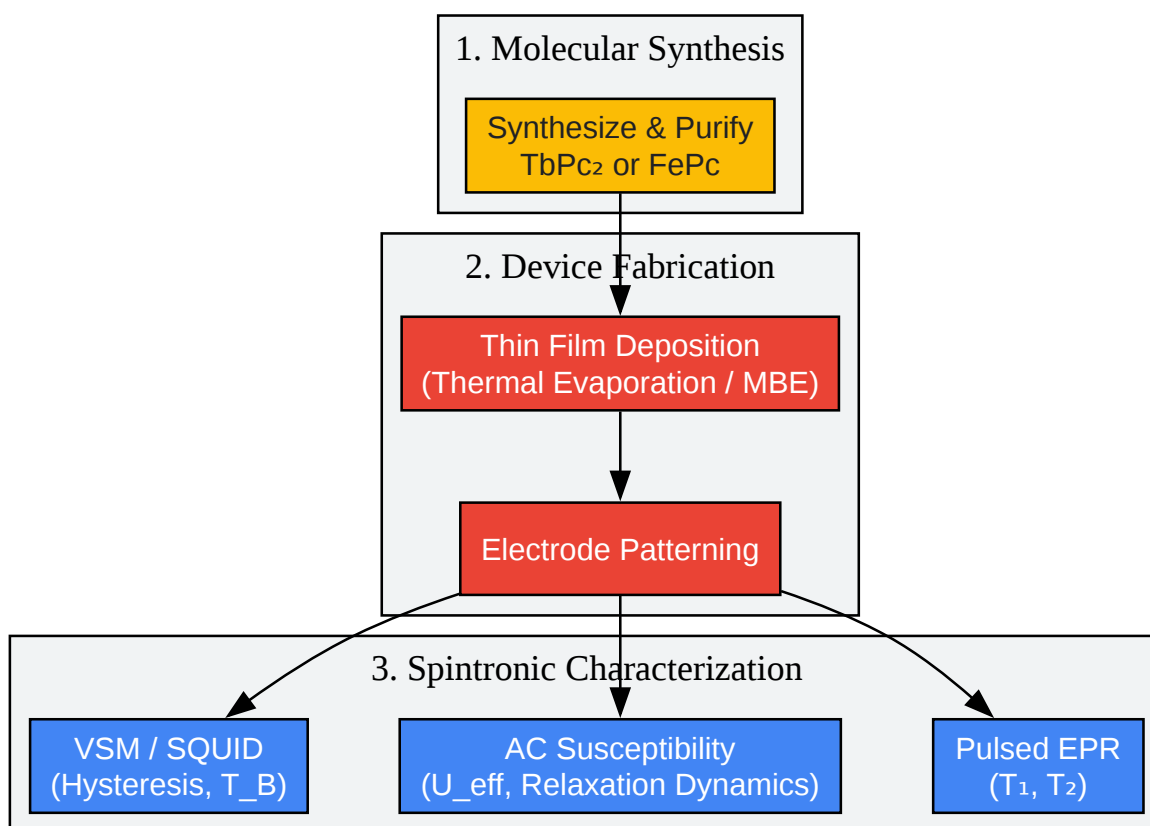 1. Molecular Synthesis
Synthesize & Purify
TbPc₂ or FePc
2. Device Fabrication
Thin Film Deposition
(Thermal Evaporation / MBE)
Electrode Patterning
3. Spintronic Characterization
VSM / SQUID
(Hysteresis, T_B)
AC Susceptibility
(U_eff, Relaxation Dynamics)
Pulsed EPR
(T₁, T₂)